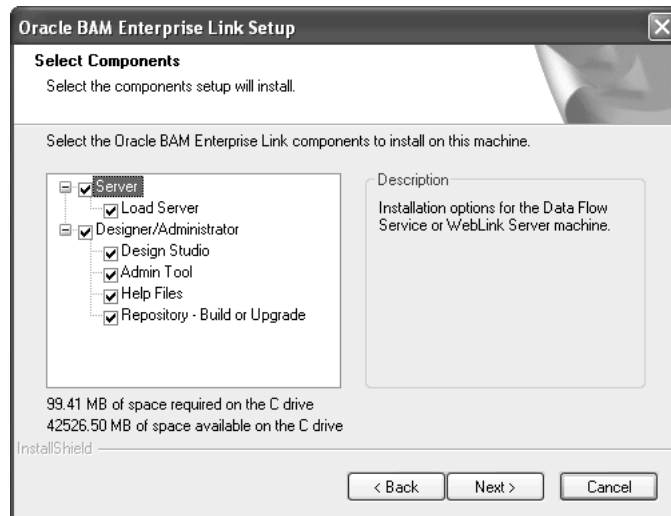 Oracle BAM Enterprise Link Setup
Select Components
Select the components setup will install.
Select the Oracle BAM Enterprise Link components to install on this machine.
Server
Load Server
Designer/Administrator
Design Studio
Admin Tool
Help Files
Repository - Build or Upgrade
Description
Installation options for the Data Flow
Service or WebLink Server machine.
99.41 MB of space required on the C drive
42526.50 MB of space available on the C drive
InstallShield
< Back
Next >
Cancel